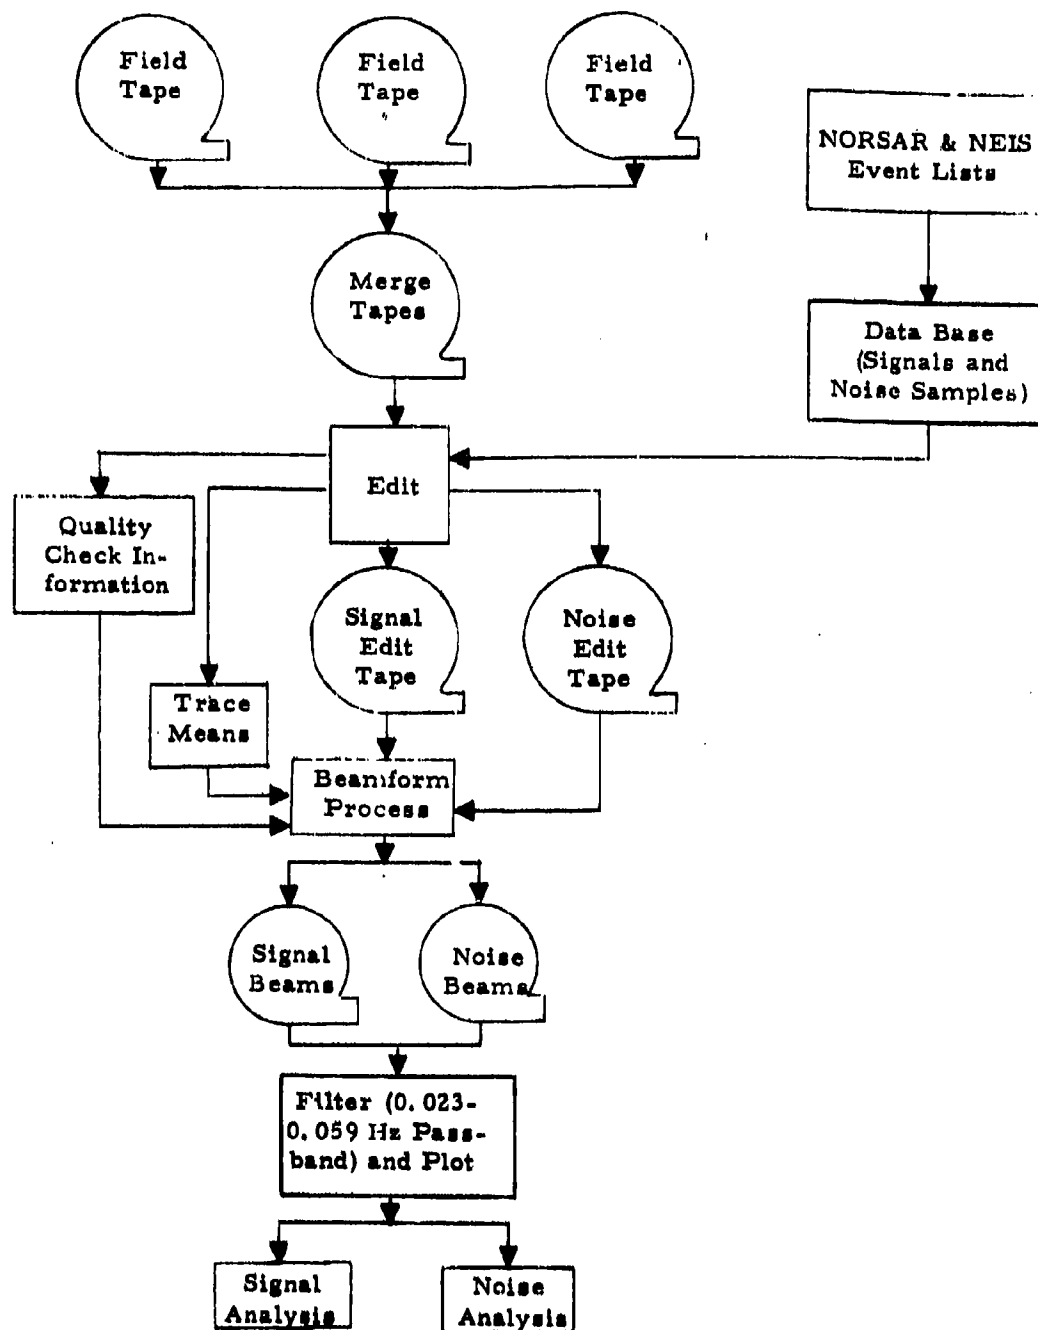 Field
Tape
Field
Tape
Field
Tape
NORSAR & NEIS
Event Lists
Merge
Tapes
Data Base
(Signals and
Noise Samples)
Edit
Quality
Check In-
formation
Signal
Edit
Tape
Noise
Edit
Tape
Trace
Means
Beamform
Process
Signal
Beams
Noise
Beams
Filter (0.023-
0.059 Hz Pass-
band) and Plot
Signal
Analysis
Noise
Analysis